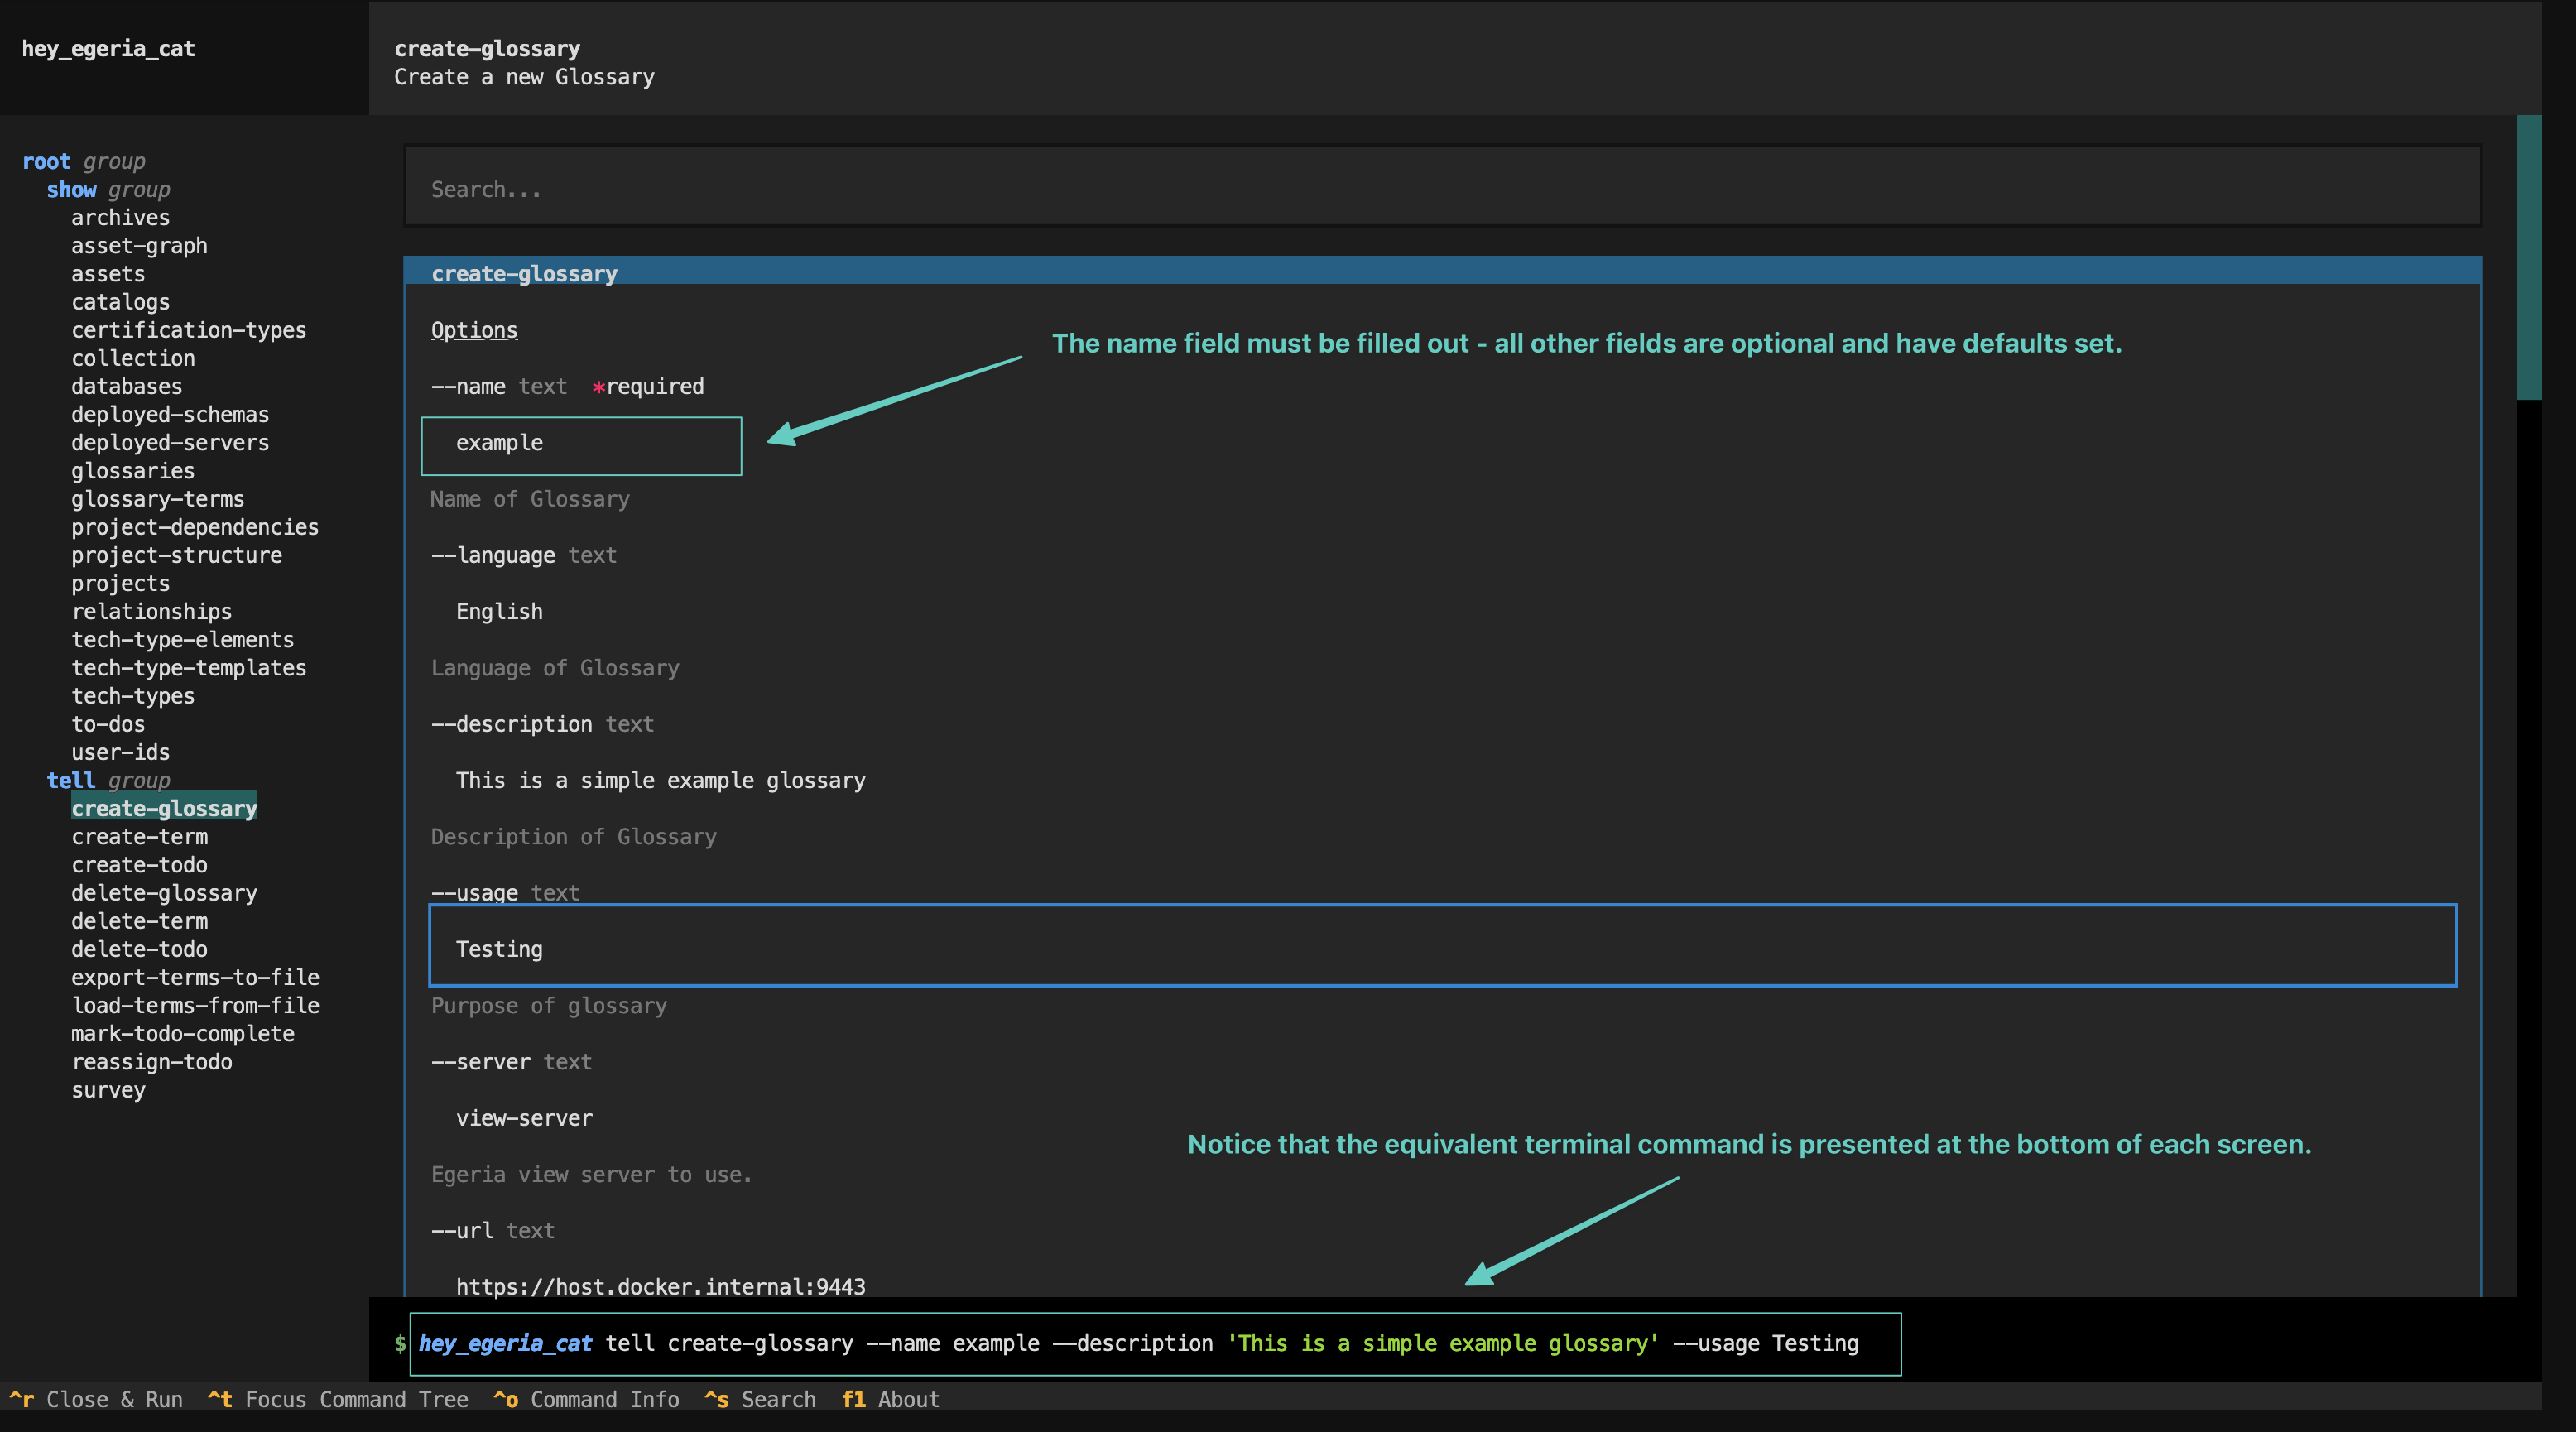 hey_egeria_cat
create-glossary
Create a new Glossary
root group
show group
archives
asset-graph
assets
catalogs
certification-types
collection
databases
deployed-schemas
deployed-servers
glossaries
glossary-terms
project-dependencies
project-structure
projects
relationships
tech-type-elements
tech-type-templates
tech-types
to-dos
user-ids
tell group
create-glossary
create-term
create-todo
delete-glossary
delete-term
delete-todo
export-terms-to-file
load-terms-from-file
mark-todo-complete
reassign-todo
survey
Search...
create-glossary
Options
The name field must be filled out - all other fields are optional and have defaults set.
--name text *required
example
Name of Glossary
--language text
English
Language of Glossary
--description text
This is a simple example glossary
Description of Glossary
--usage text
Testing
Purpose of glossary
--server text
view-server
Notice that the equivalent terminal command is presented at the bottom of each screen.
Egeria view server to use.
--url text
https://host.docker.internal:9443
$ hey_egeria_cat tell create-glossary --name example --description 'This is a simple example glossary' --usage Testing
^r Close & Run ^t Focus Command Tree ^o Command Info ^s Search f1 About